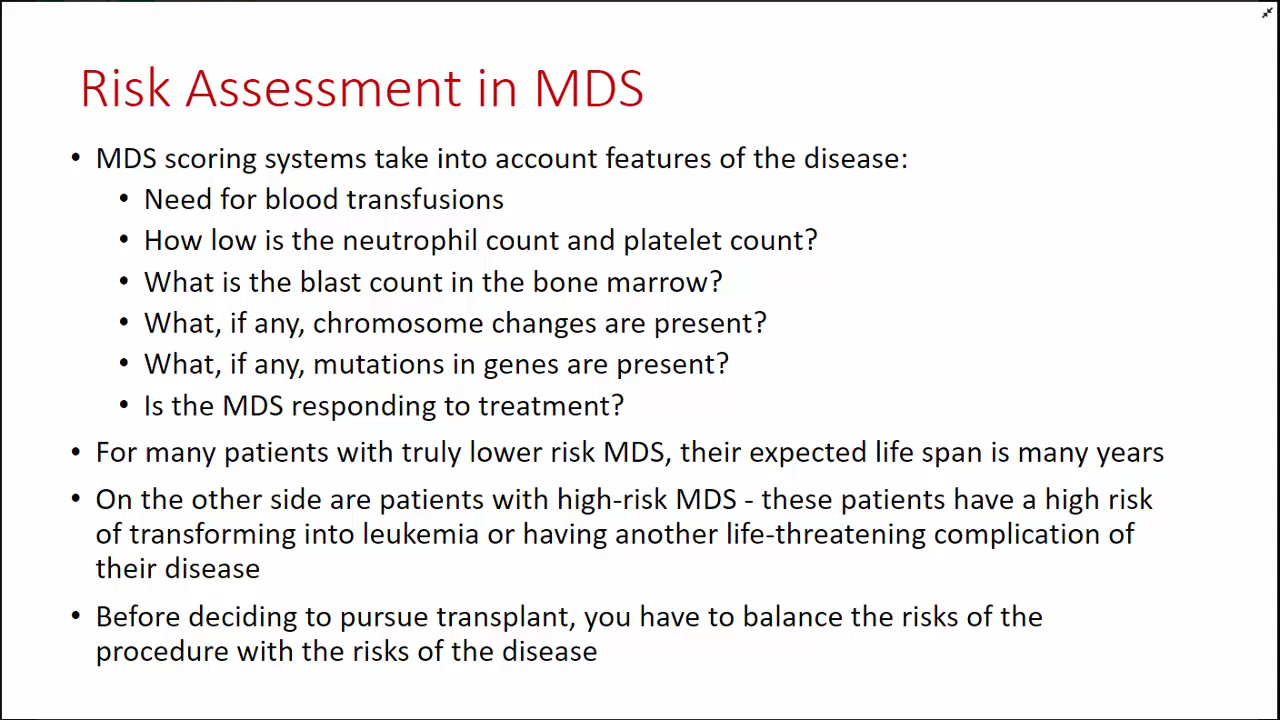 Risk Assessment in MDS
• MDS scoring systems take into account features of the disease:
• Need for blood transfusions
• How low is the neutrophil count and platelet count?
• What is the blast count in the bone marrow?
• What, if any, chromosome changes are present?
• What, if any, mutations in genes are present?
• Is the MDS responding to treatment?
• For many patients with truly lower risk MDS, their expected life span is many years
• On the other side are patients with high-risk MDS - these patients have a high risk
of transforming into leukemia or having another life-threatening complication of
their disease
• Before deciding to pursue transplant, you have to balance the risks of the
procedure with the risks of the disease